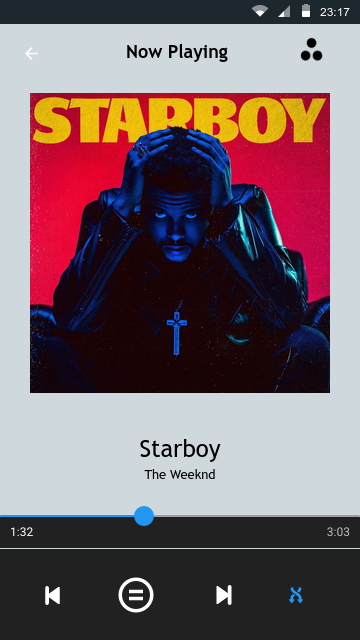 23:17
Now Playing
STARBOY
Starboy
The Weeknd
1:32
3:03